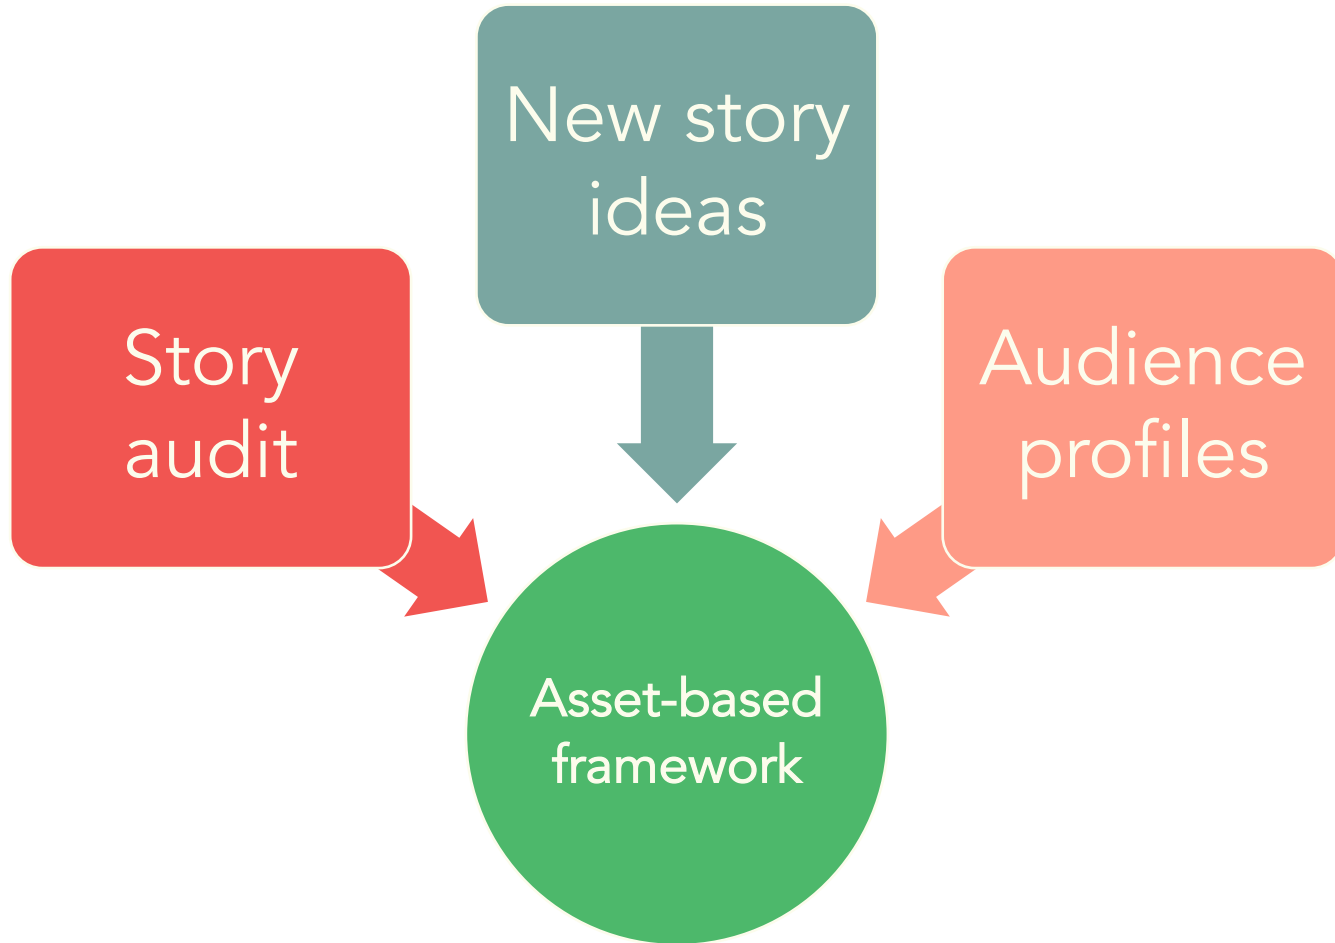 New story
ideas
Story
audit
Audience
profiles
Asset-based
framework